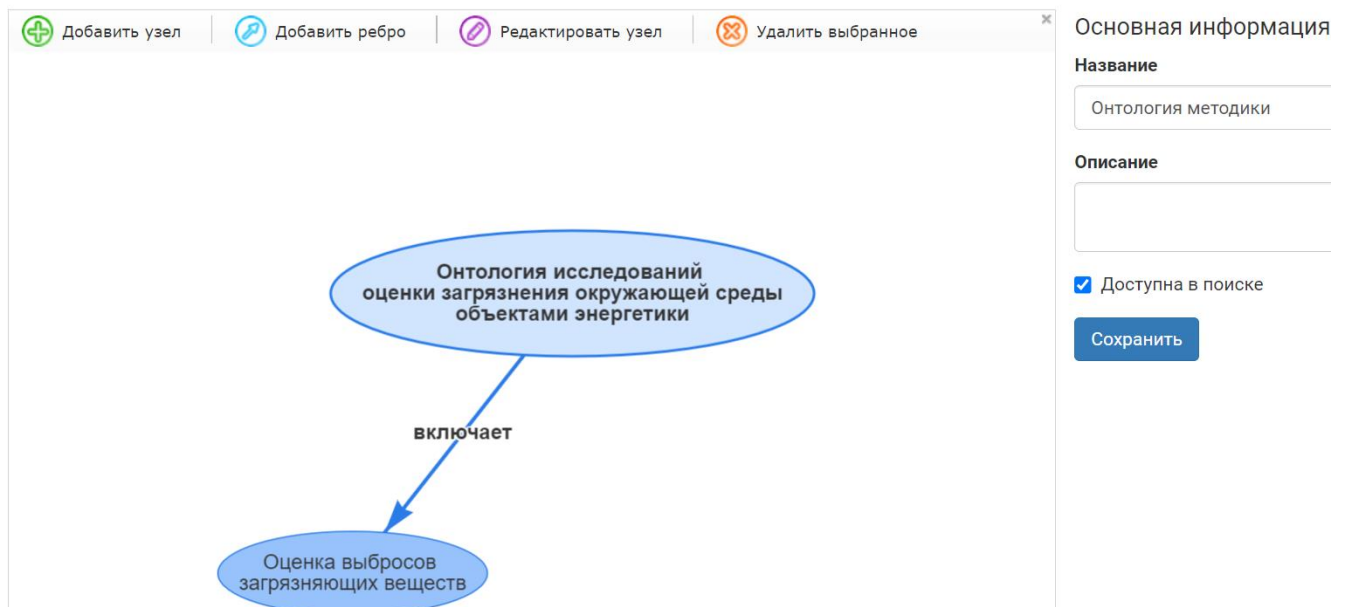 Добавить узел
Добавить ребро
Редактировать узел
Удалить выбранное
Основная информация
Название
Онтология методики
Описание
Доступна в поиске
Сохранить
Онтология исследований
оценки загрязнения окружающей среды
объектами энергетики
включает
Оценка выбросов
загрязняющих веществ